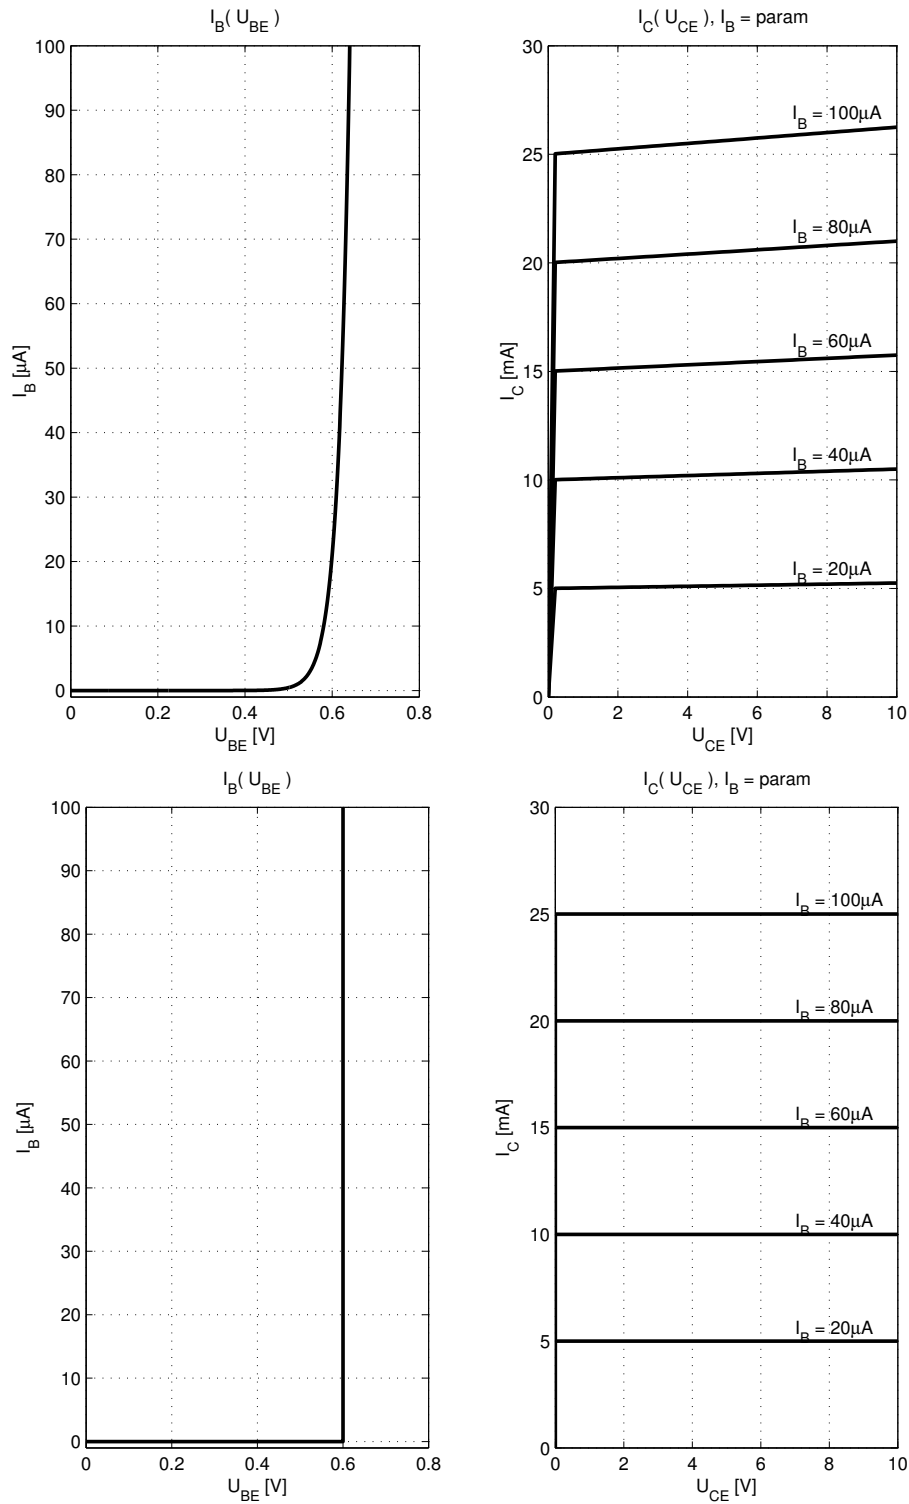 I_B( U_BE )
100
90
80
70
60
50
40
30
20
10
0
I_B [µA]
0 0.2 0.4 0.6 0.8
U_BE [V]
I_C( U_CE ), I_B = param
30
25
20
15
10
5
0
I_C [mA]
I_B = 100µA
I_B = 80µA
I_B = 60µA
I_B = 40µA
I_B = 20µA
0 2 4 6 8 10
U_CE [V]
I_B( U_BE )
100
90
80
70
60
50
40
30
20
10
0
I_B [µA]
0 0.2 0.4 0.6 0.8
U_BE [V]
I_C( U_CE ), I_B = param
30
25
20
15
10
5
0
I_C [mA]
I_B = 100µA
I_B = 80µA
I_B = 60µA
I_B = 40µA
I_B = 20µA
0 2 4 6 8 10
U_CE [V]